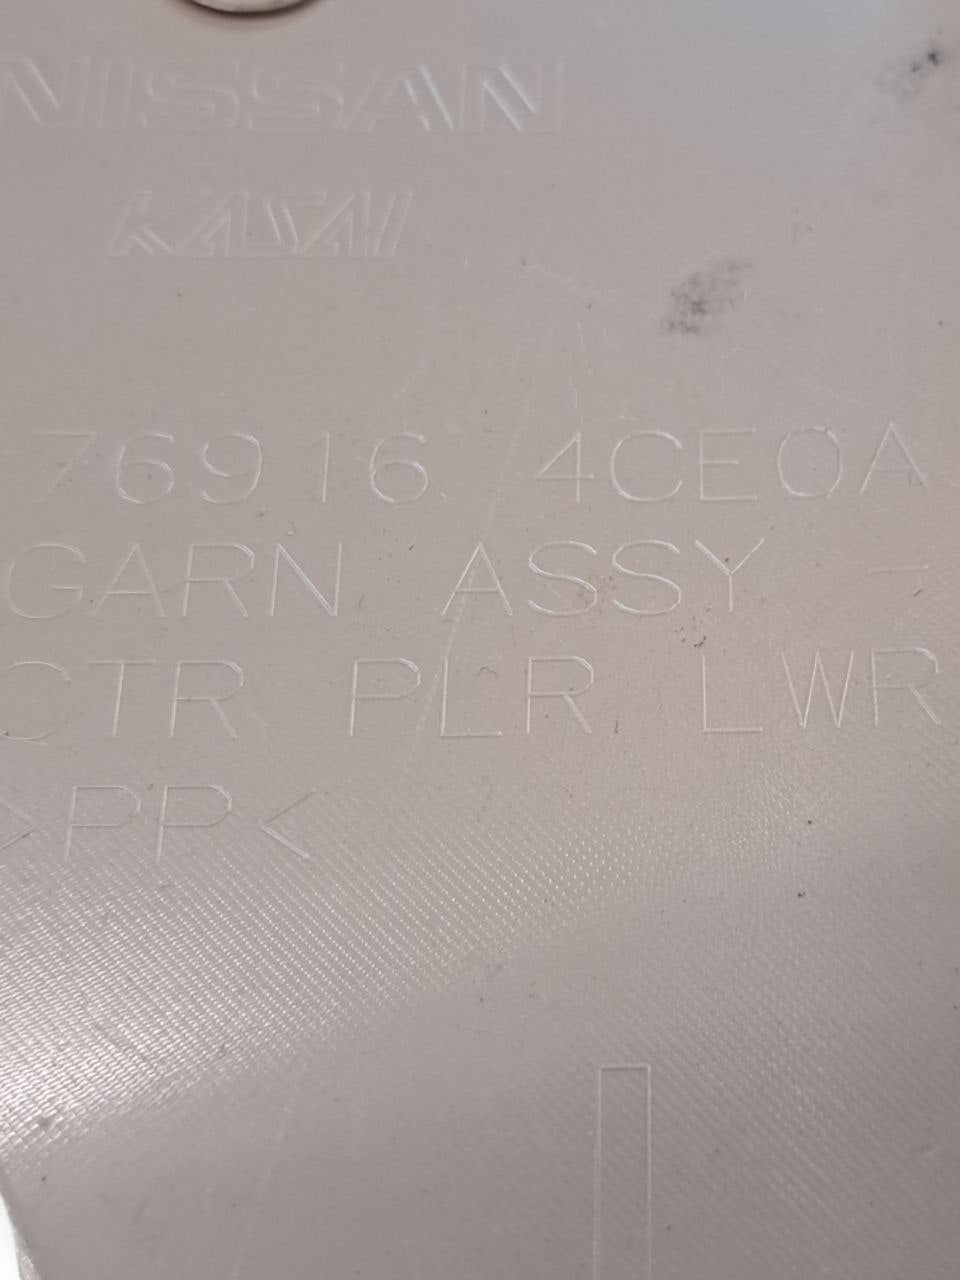 NISSAN
KASAI
76916 4CE0A
GARN ASSY -
CTR PLR LWR
>PP<